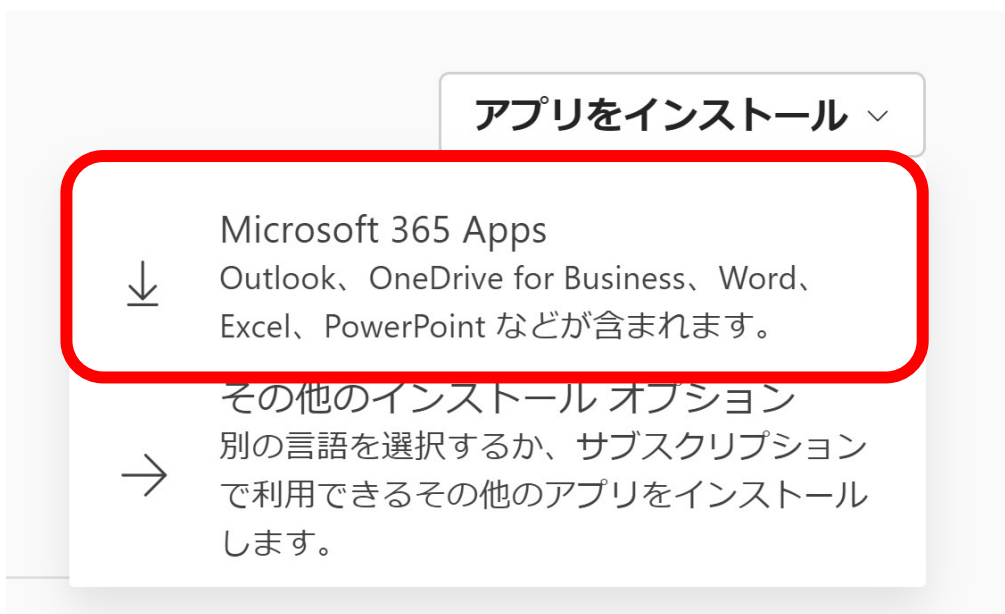 アプリをインストール
Microsoft 365 Apps
Outlook、OneDrive for Business、Word、
Excel、PowerPoint などが含まれます。
その他のインストール オプション
別の言語を選択するか、サブスクリプション
で利用できるその他のアプリをインストール
します。